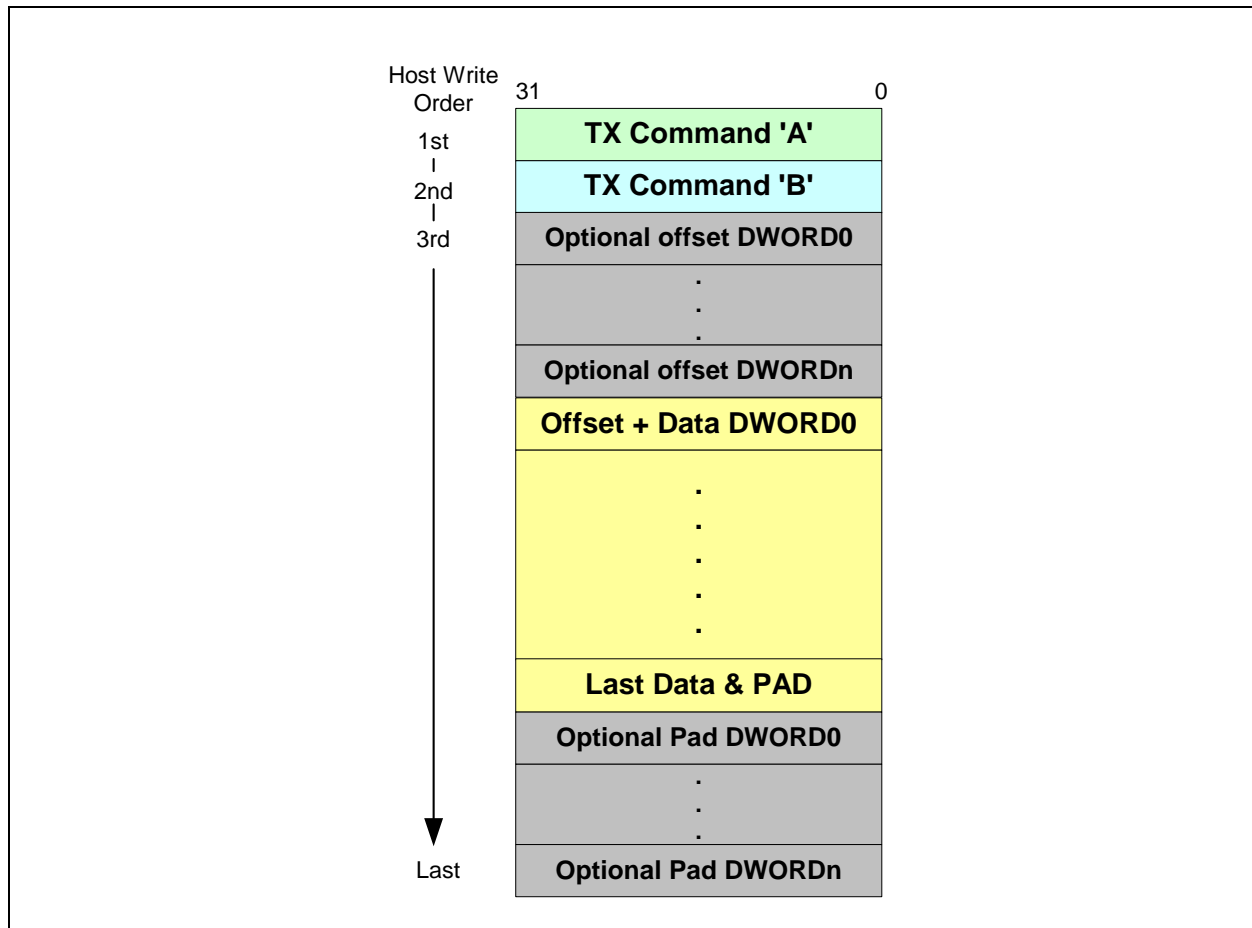 Host Write
Order
31
0
1st
TX Command 'A'
2nd
TX Command 'B'
3rd
Optional offset DWORD0
.
.
.
Optional offset DWORDn
Offset + Data DWORD0
.
.
.
.
.
Last Data & PAD
Optional Pad DWORD0
.
.
.
Last
Optional Pad DWORDn